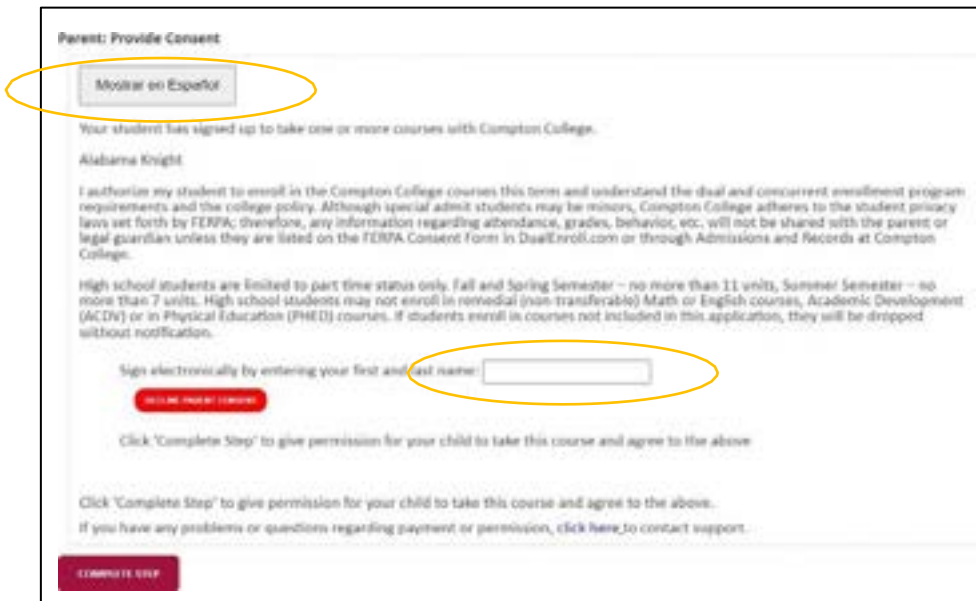 Parent: Provide Consent
Mostrar en Español
Your student has signed up to take one or more courses with Compton College.
Alabama Knight
I authorize my student to enroll in the Compton College courses this term and understand the dual and concurrent enrollment program
requirements and the college policy. Although special admit students may be minors, Compton College adheres to the student privacy
laws set forth by FERPA; therefore, any information regarding attendance, grades, behavior, etc. will not be shared with the parent or
legal guardian unless they are listed on the FERPA Consent Form in DualEnroll.com or through Admissions and Records at Compton
College.
High school students are limited to part time status only. Fall and Spring Semester – no more than 11 units, Summer Semester – no
more than 7 units. High school students may not enroll in remedial (non-transferable) Math or English courses, Academic Development
(ACDV) or in Physical Education (PHED) courses. If students enroll in courses not included in this application, they will be dropped
without notification.
Sign electronically by entering your first and last name:
DECLINE PARENT CONSENT
Click 'Complete Step' to give permission for your child to take this course and agree to the above
Click 'Complete Step' to give permission for your child to take this course and agree to the above.
If you have any problems or questions regarding payment or permission, click here to contact support.
COMPLETE STEP